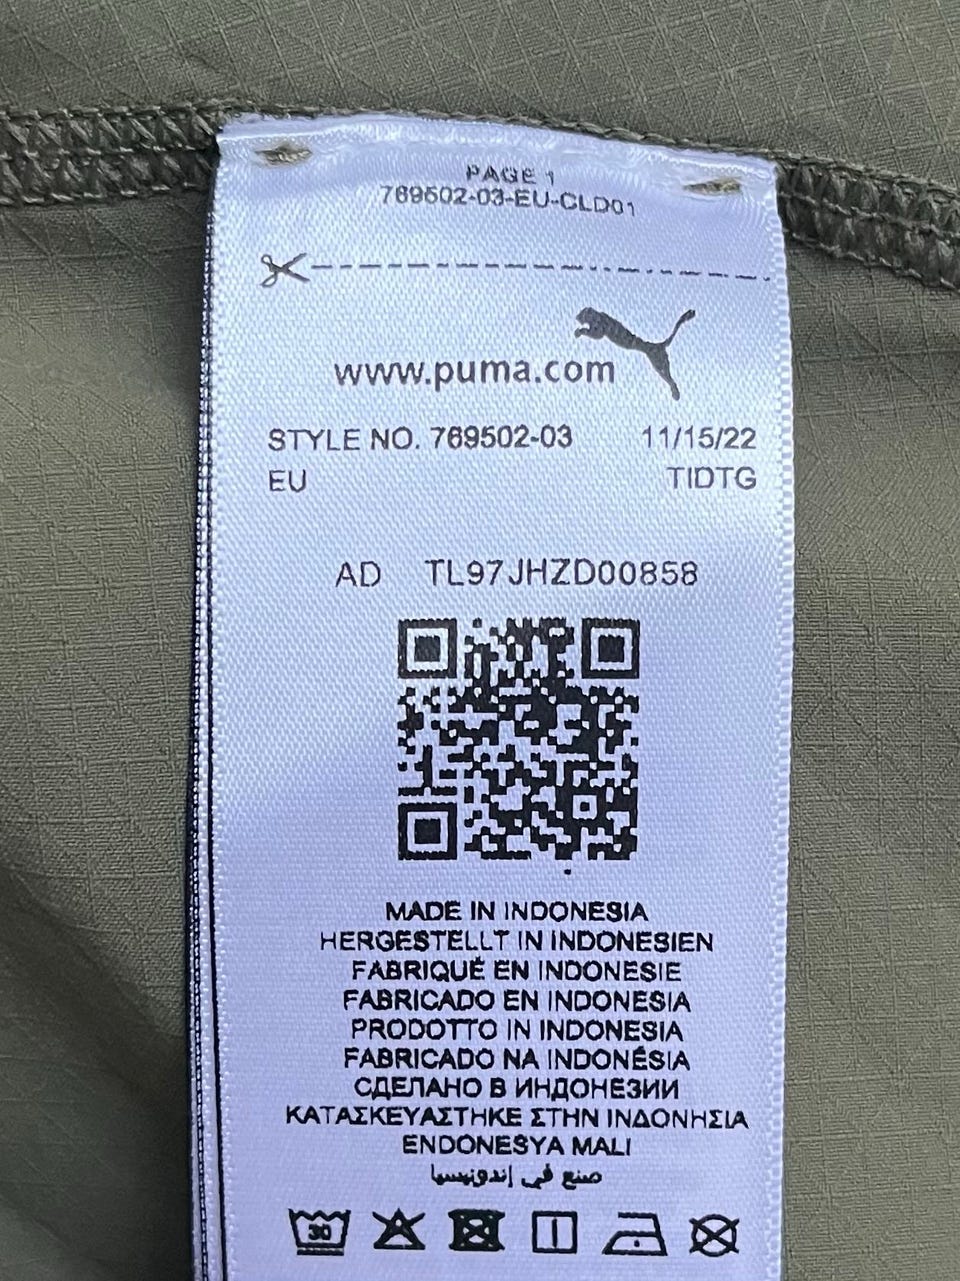 PAGE 1
769502-03-EU-CLD01
www.puma.com
STYLE NO. 769502-03 11/15/22
EU TIDTG
AD TL97JHZD00858
MADE IN INDONESIA
HERGESTELLT IN INDONESIEN
FABRIQUÉ EN INDONESIE
FABRICADO EN INDONESIA
PRODOTTO IN INDONESIA
FABRICADO NA INDONÉSIA
СДЕЛАНО В ИНДОНЕЗИИ
ΚΑΤΑΣΚΕΥΑΣΤΗΚΕ ΣΤΗΝ ΙΝΔΟΝΗΣΙΑ
ENDONESYA MALI
صنع في إندونيسيا
30